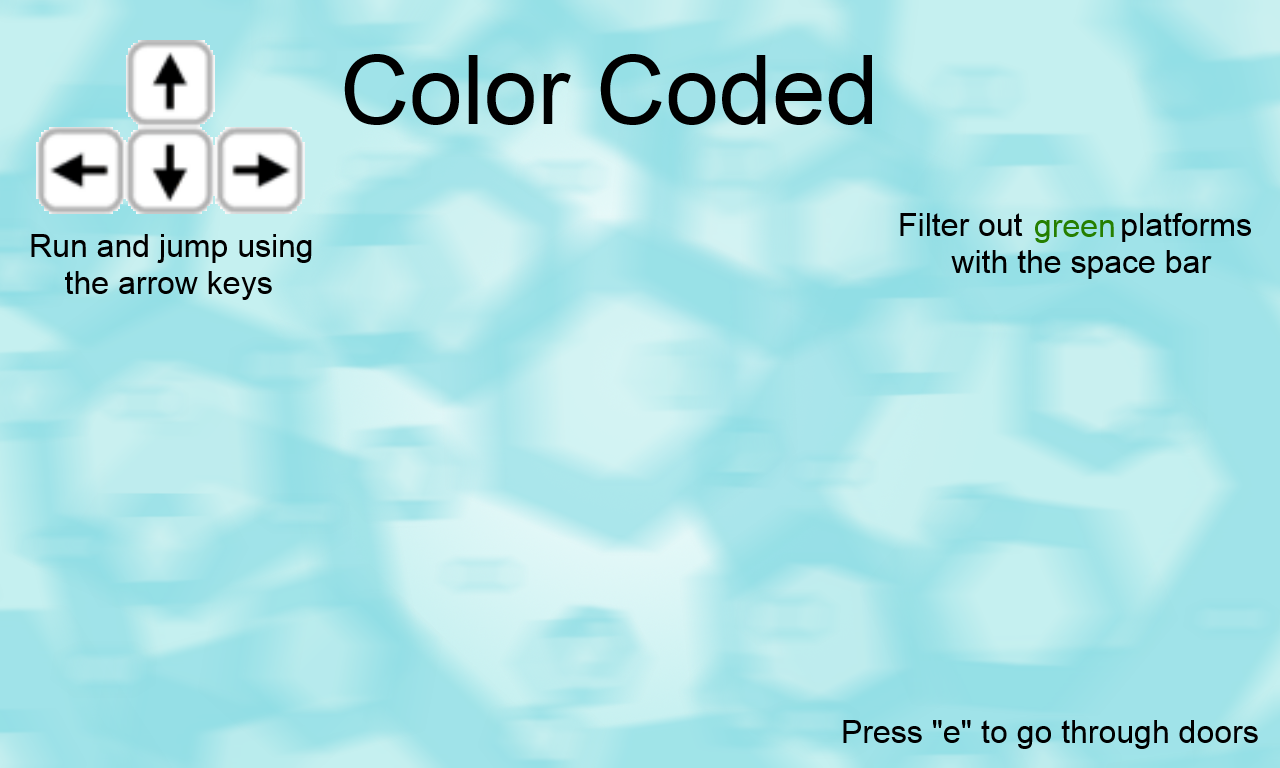 Color Coded
Run and jump using
the arrow keys
Filter out green platforms
with the space bar
Press "e" to go through doors